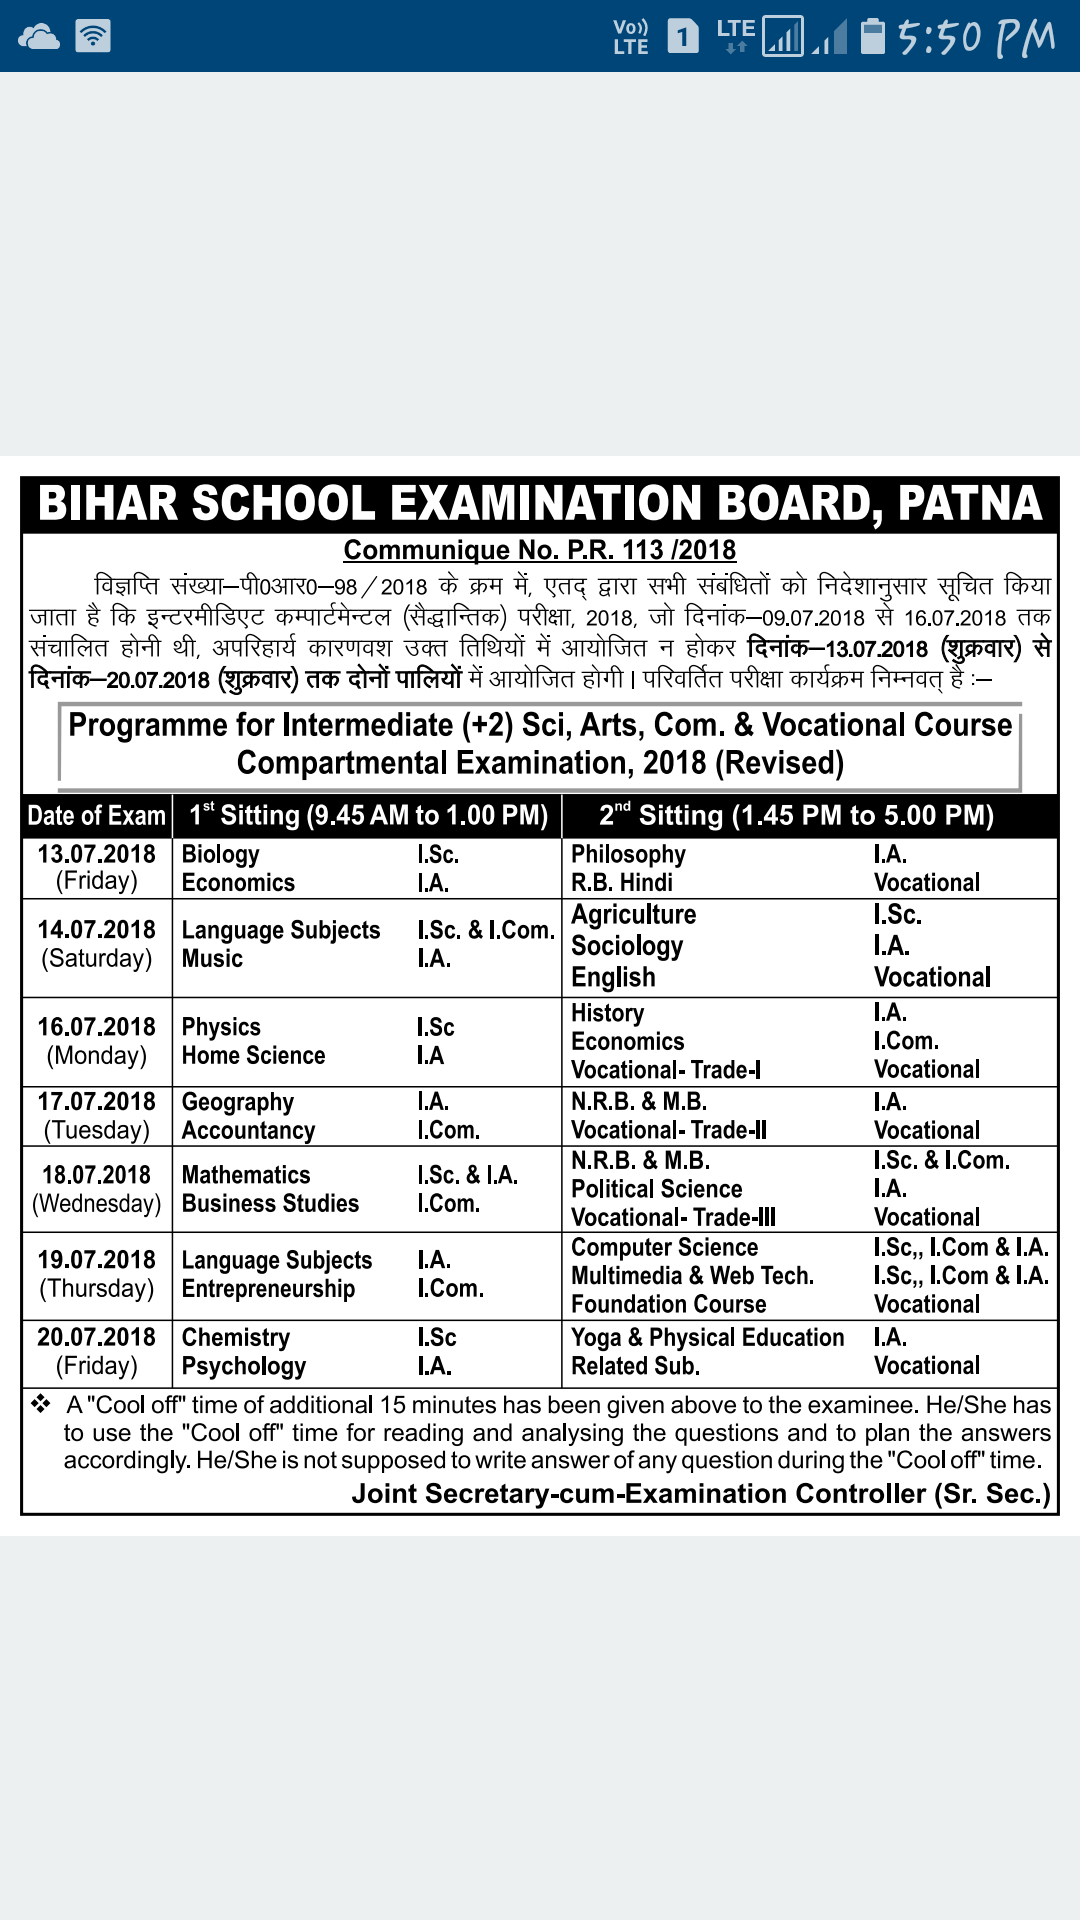 Vo)) LTE 1 LTE 5:50 PM
BIHAR SCHOOL EXAMINATION BOARD, PATNA
Communique No. P.R. 113 /2018
विज्ञप्ति संख्या–पी0आर0–98/2018 के क्रम में, एतद् द्वारा सभी संबंधितों को निदेशानुसार सूचित किया
जाता है कि इन्टरमीडिएट कम्पार्टमेन्टल (सैद्धान्तिक) परीक्षा, 2018, जो दिनांक–09.07.2018 से 16.07.2018 तक
संचालित होनी थी, अपरिहार्य कारणवश उक्त तिथियों में आयोजित न होकर दिनांक–13.07.2018 (शुक्रवार) से
दिनांक–20.07.2018 (शुक्रवार) तक दोनों पालियों में आयोजित होगी। परिवर्तित परीक्षा कार्यक्रम निम्नवत् है :–
Programme for Intermediate (+2) Sci, Arts, Com. & Vocational Course
Compartmental Examination, 2018 (Revised)
Date of Exam 1st Sitting (9.45 AM to 1.00 PM) 2nd Sitting (1.45 PM to 5.00 PM)
13.07.2018 Biology I.Sc. Philosophy I.A.
(Friday) Economics I.A. R.B. Hindi Vocational
Agriculture I.Sc.
14.07.2018 Language Subjects I.Sc. & I.Com. Sociology I.A.
(Saturday) Music I.A. English Vocational
History I.A.
16.07.2018 Physics I.Sc Economics I.Com.
(Monday) Home Science I.A Vocational- Trade-I Vocational
17.07.2018 Geography I.A. N.R.B. & M.B. I.A.
(Tuesday) Accountancy I.Com. Vocational- Trade-II Vocational
N.R.B. & M.B. I.Sc. & I.Com.
18.07.2018 Mathematics I.Sc. & I.A. Political Science I.A.
(Wednesday) Business Studies I.Com. Vocational- Trade-III Vocational
Computer Science I.Sc,, I.Com & I.A.
19.07.2018 Language Subjects I.A. Multimedia & Web Tech. I.Sc,, I.Com & I.A.
(Thursday) Entrepreneurship I.Com. Foundation Course Vocational
20.07.2018 Chemistry I.Sc Yoga & Physical Education I.A.
(Friday) Psychology I.A. Related Sub. Vocational
❖ A "Cool off" time of additional 15 minutes has been given above to the examinee. He/She has
to use the "Cool off" time for reading and analysing the questions and to plan the answers
accordingly. He/She is not supposed to write answer of any question during the "Cool off" time.
Joint Secretary-cum-Examination Controller (Sr. Sec.)